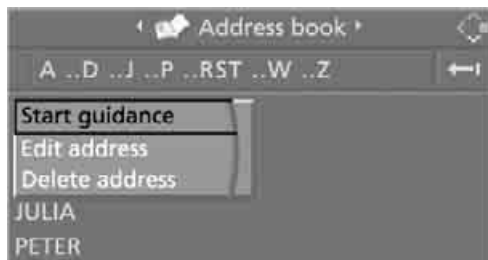 Address book
A ..D ..J ..P ..RST ..W ..Z
Start guidance
Edit address
Delete address
JULIA
PETER